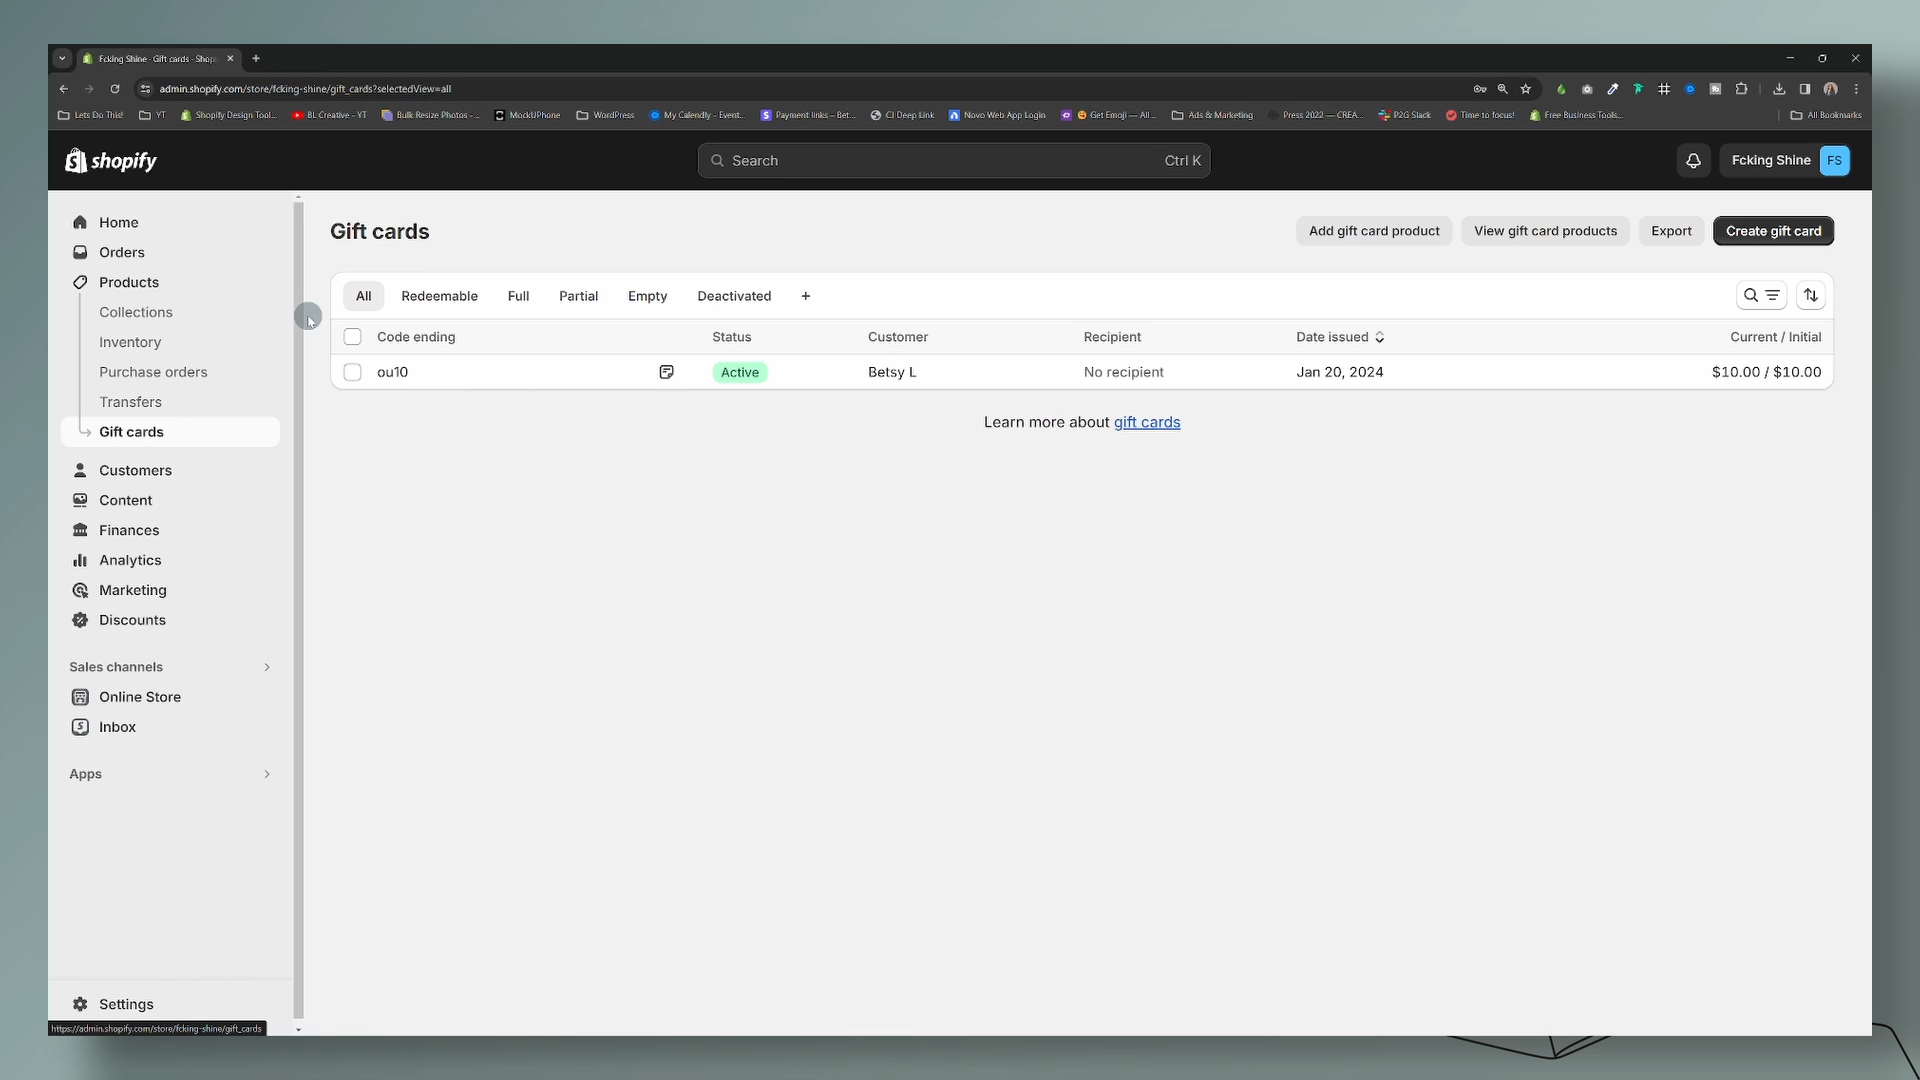 Fcking Shine · Gift cards · Shopi
admin.shopify.com/store/fcking-shine/gift_cards?selectedView=all
Lets Do This! YT Shopify Design Tool... BL Creative - YT Bulk Resize Photos -... MockUPhone WordPress My Calendly - Event... Payment links – Bet... CJ Deep Link Novo Web App Login Get Emoji — All... Ads & Marketing Press 2022 — CREA... P2G Slack Time to focus! Free Business Tools... All Bookmarks
shopify
Search Ctrl K
Fcking Shine FS
Home
Orders
Products
Collections
Inventory
Purchase orders
Transfers
Gift cards
Customers
Content
Finances
Analytics
Marketing
Discounts
Sales channels
Online Store
Inbox
Apps
Settings
https://admin.shopify.com/store/fcking-shine/gift_cards
Gift cards
Add gift card product View gift card products Export Create gift card
All Redeemable Full Partial Empty Deactivated +
Code ending Status Customer Recipient Date issued Current / Initial
ou10 Active Betsy L No recipient Jan 20, 2024 $10.00 / $10.00
Learn more about gift cards